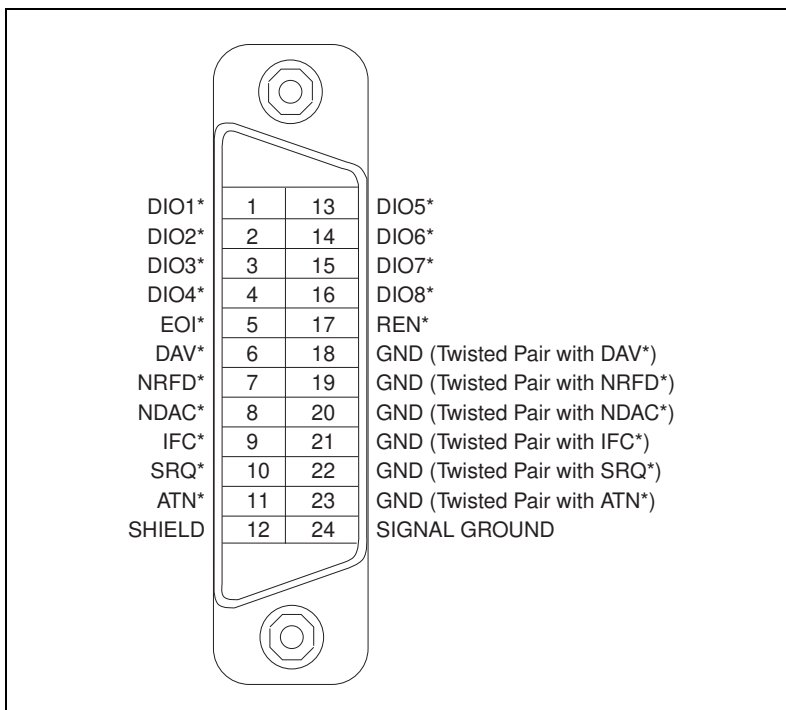 DIO1* 1 13 DIO5*
DIO2* 2 14 DIO6*
DIO3* 3 15 DIO7*
DIO4* 4 16 DIO8*
EOI* 5 17 REN*
DAV* 6 18 GND (Twisted Pair with DAV*)
NRFD* 7 19 GND (Twisted Pair with NRFD*)
NDAC* 8 20 GND (Twisted Pair with NDAC*)
IFC* 9 21 GND (Twisted Pair with IFC*)
SRQ* 10 22 GND (Twisted Pair with SRQ*)
ATN* 11 23 GND (Twisted Pair with ATN*)
SHIELD 12 24 SIGNAL GROUND